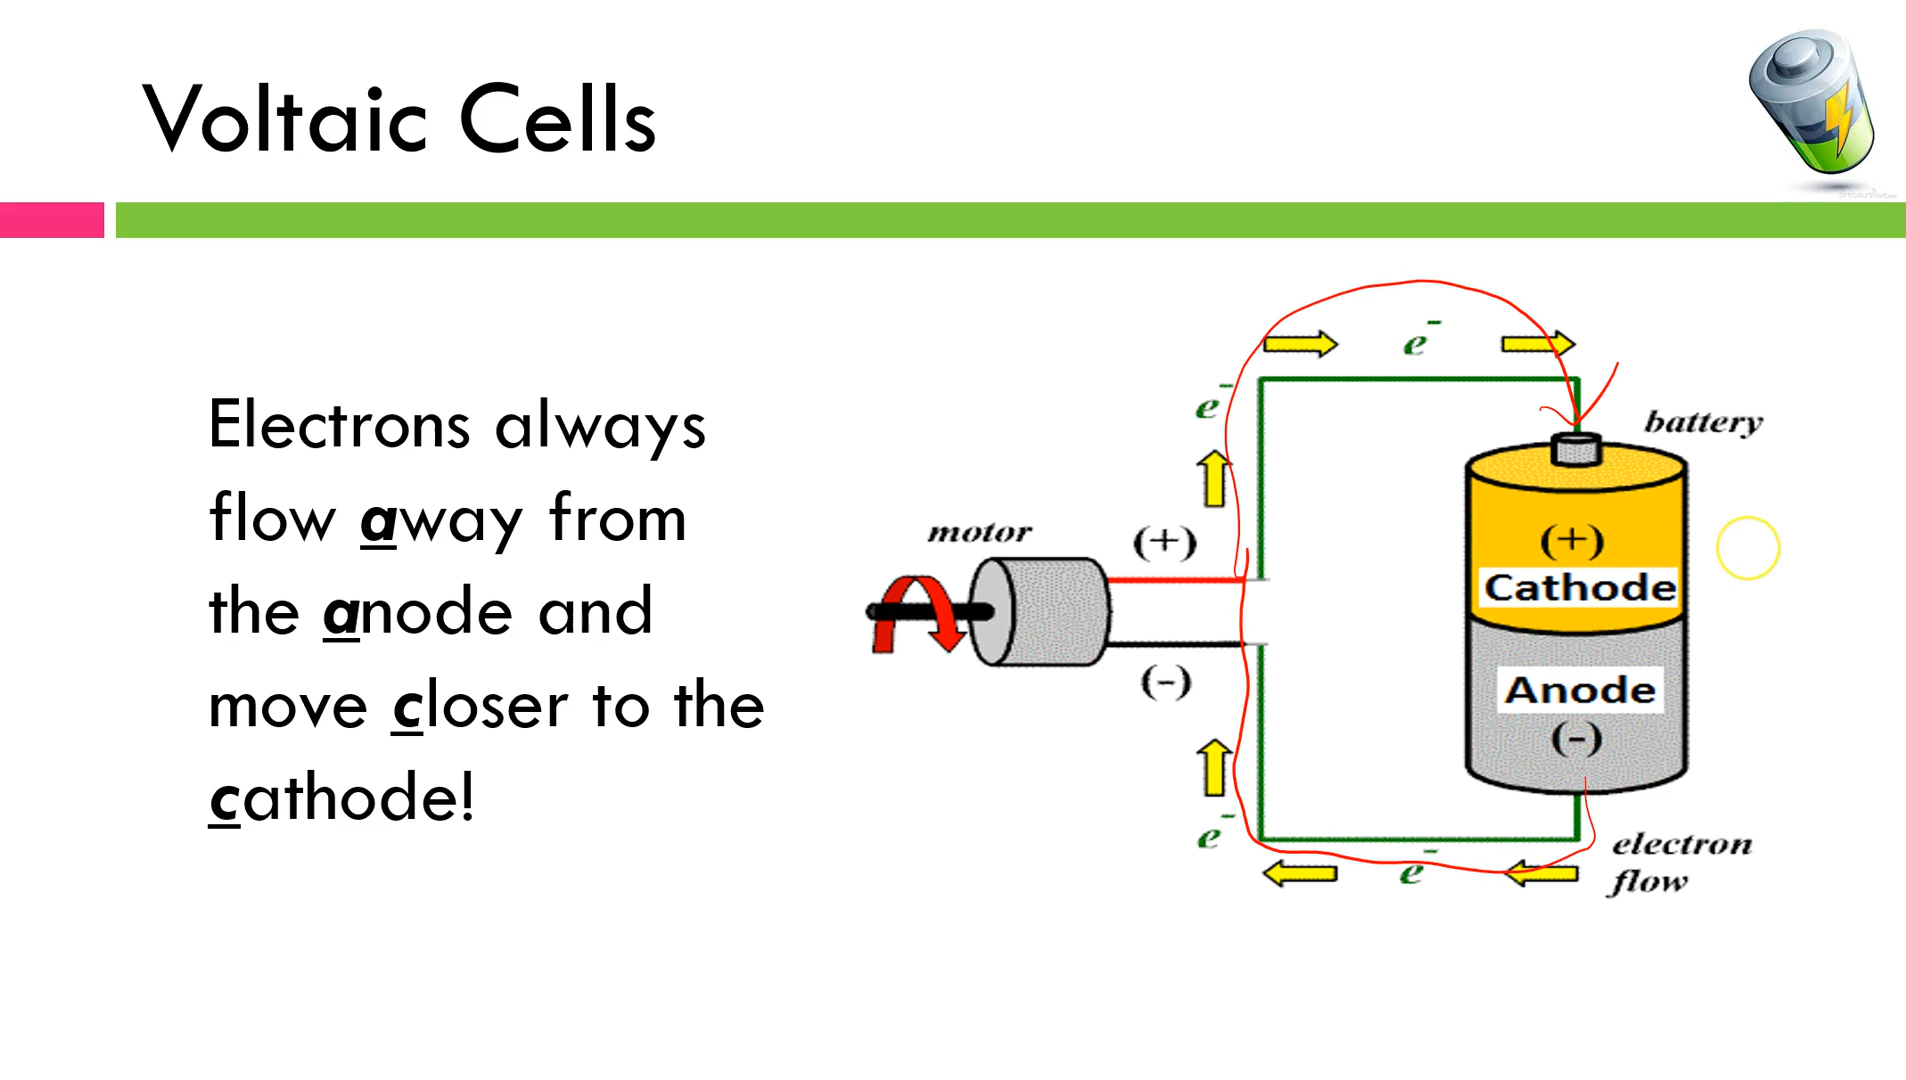 Voltaic Cells
Electrons always
flow away from
the anode and
move closer to the
cathode!
e⁻
e⁻
battery
motor
(+)
(+)
Cathode
Anode
(-)
(-)
e⁻
e⁻
electron
flow